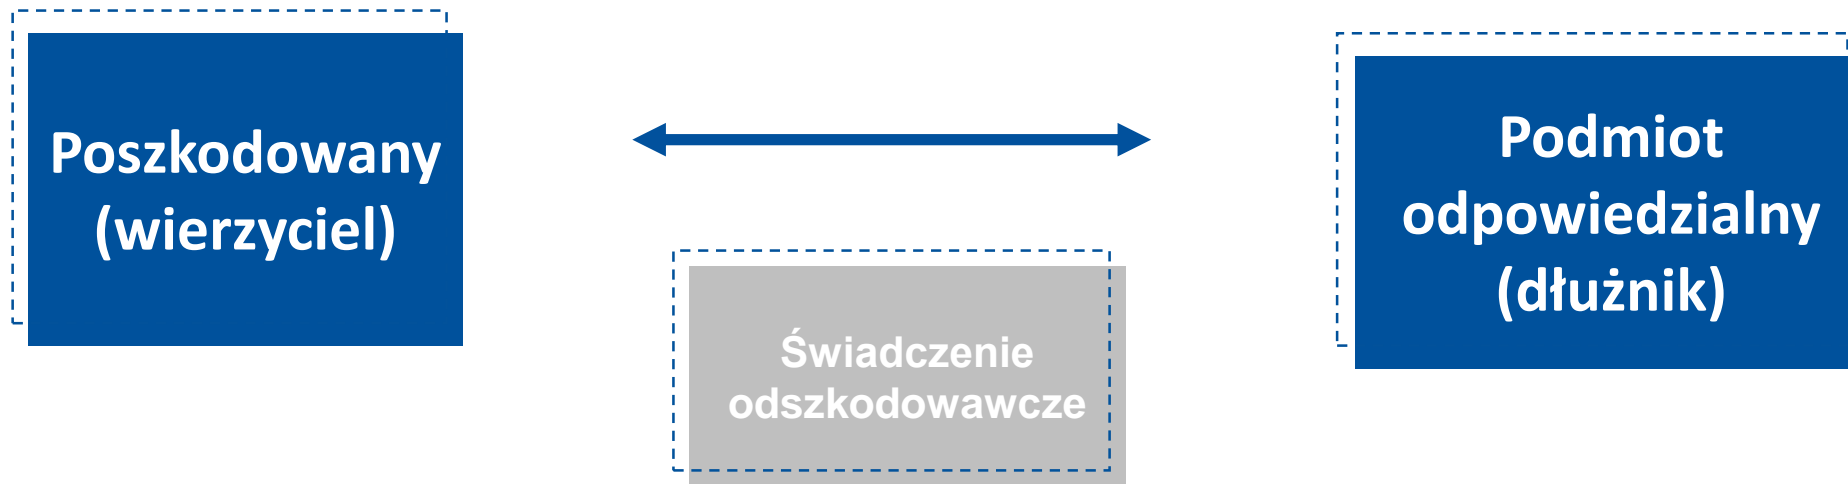 Poszkodowany
(wierzyciel)
Podmiot
odpowiedzialny
(dłużnik)
Świadczenie
odszkodowawcze